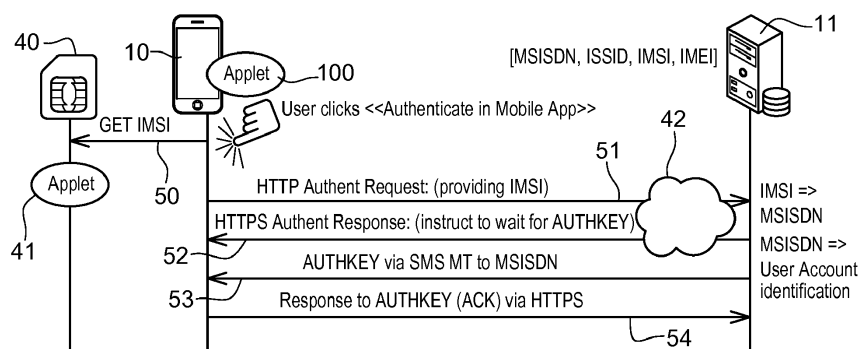 40
10
11
Applet
100
[MSISDN, ISSID, IMSI, IMEI]
User clicks <<Authenticate in Mobile App>>
GET IMSI
50
Applet
41
42
51
HTTP Authent Request: (providing IMSI)
IMSI =>
MSISDN
HTTPS Authent Response: (instruct to wait for AUTHKEY)
52
MSISDN =>
User Account
identification
AUTHKEY via SMS MT to MSISDN
53
Response to AUTHKEY (ACK) via HTTPS
54